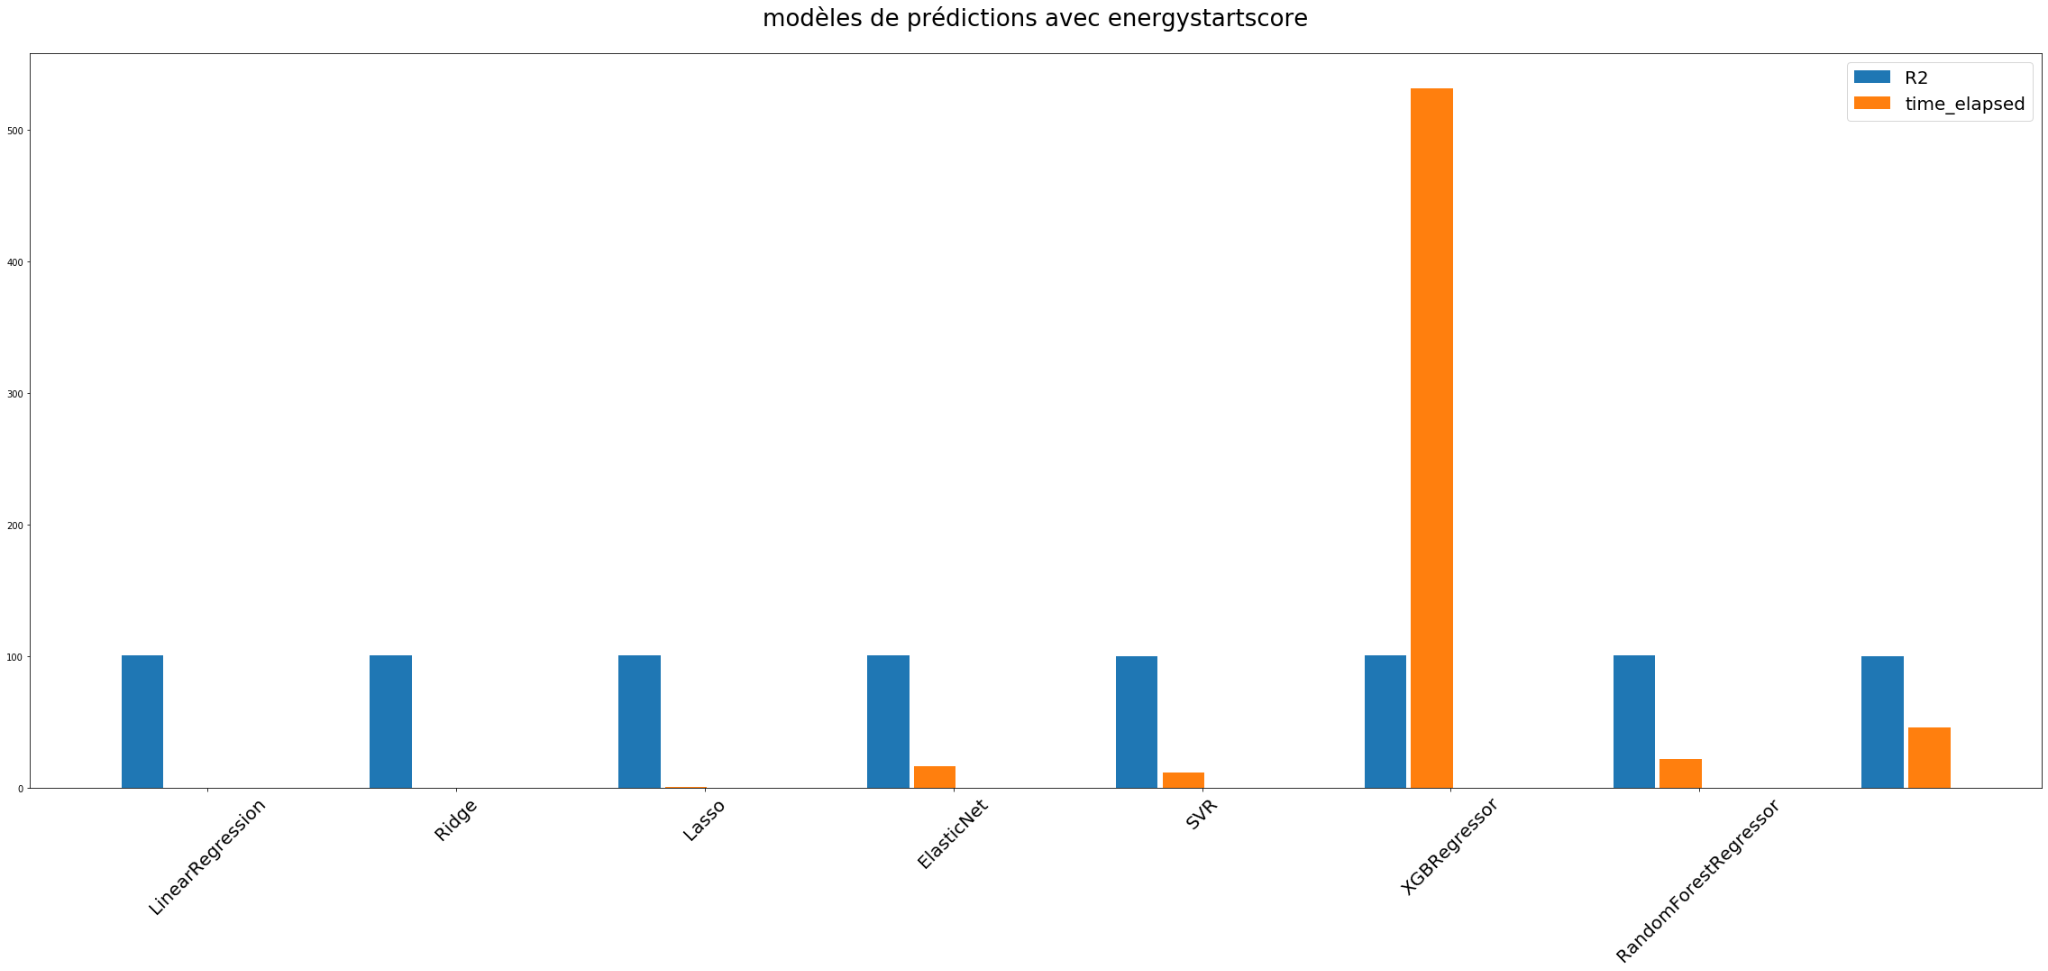 modèles de prédictions avec energystartscore
R2
time_elapsed
500
400
300
200
100
0
LinearRegression
Ridge
Lasso
ElasticNet
SVR
XGBRegressor
RandomForestRegressor